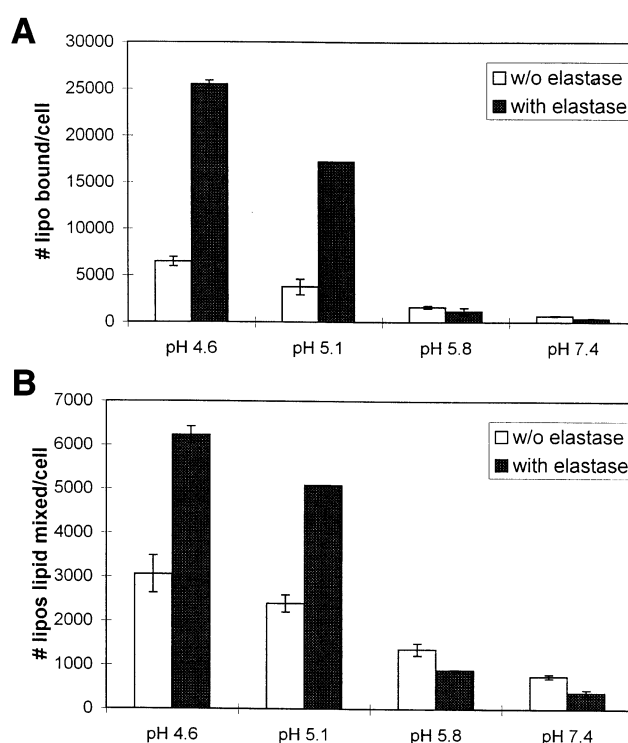 A
# lipo bound/cell
30000
25000
20000
15000
10000
5000
0
w/o elastase
with elastase
pH 4.6 pH 5.1 pH 5.8 pH 7.4
B
# lipos lipid mixed/cell
7000
6000
5000
4000
3000
2000
1000
0
w/o elastase
with elastase
pH 4.6 pH 5.1 pH 5.8 pH 7.4